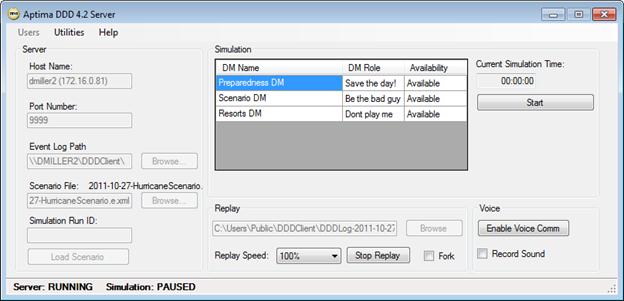 Aptima DDD 4.2 Server
Users Utilities Help
Server
Host Name:
dmiller2 (172.16.0.81)
Port Number:
9999
Event Log Path
\\DMILLER2\DDDClient\ Browse...
Scenario File: 2011-10-27-HurricaneScenario.
27-HurricaneScenario.e.xml Browse...
Simulation Run ID:
Load Scenario
Simulation
DM Name DM Role Availability
Preparedness DM Save the day! Available
Scenario DM Be the bad guy Available
Resorts DM Dont play me Available
Current Simulation Time:
00:00:00
Start
Replay
C:\Users\Public\DDDClient\DDDLog-2011-10-27 Browse
Replay Speed: 100% Stop Replay Fork
Voice
Enable Voice Comm
Record Sound
Server: RUNNING Simulation: PAUSED